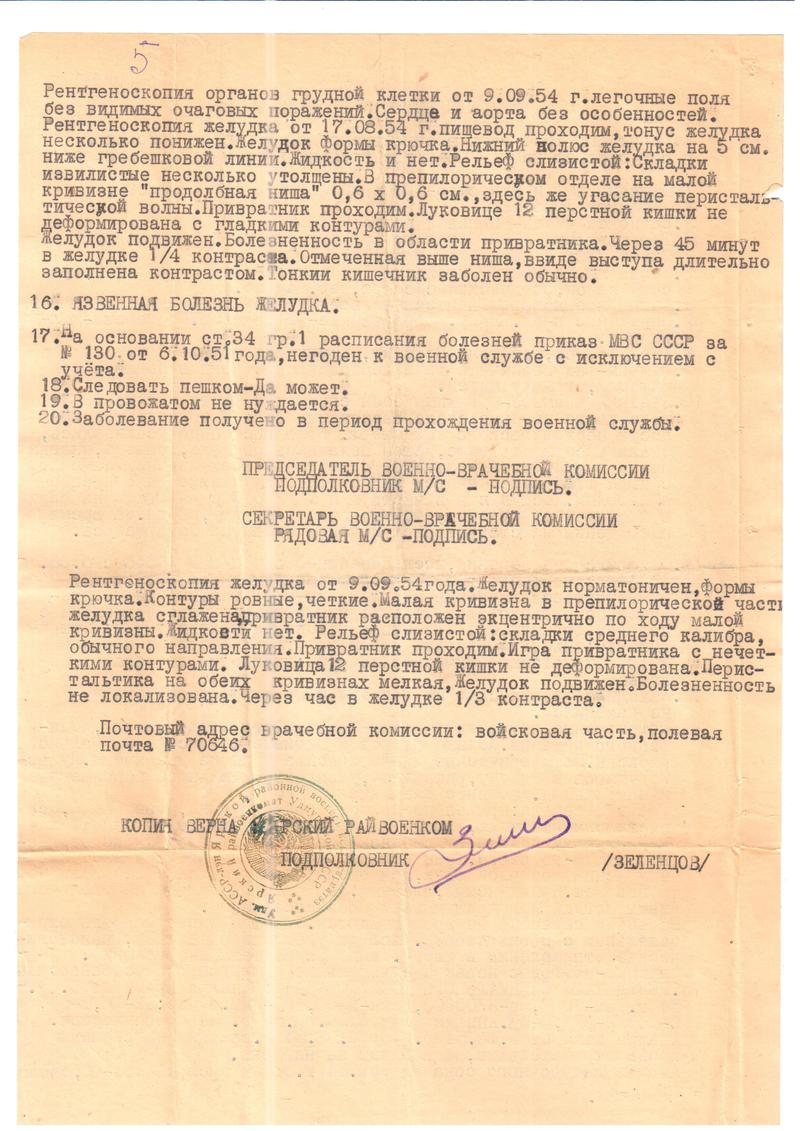 5
Рентгеноскопия органов грудной клетки от 9.09.54 г.легочные поля
без видимых очаговых поражений.Сердце и аорта без особенностей.
Рентгеноскопия желудка от 17.08.54 г.пищевод проходим,тонус желудка
несколько понижен.Желудок формы крючка.Нижний полюс желудка на 5 см.
ниже гребешковой линии.Жидкость и нет.Рельеф слизистой:Складки
извилистые несколько утолщены.В препилорическом отделе на малой
кривизне "продолбная ниша" 0,6 х 0,6 см.,здесь же угасание перисталь-
тической волны.Привратник проходим.Луковице 12 перстной кишки не
деформирована с гладкими контурами.
Желудок подвижен.Болезненность в области привратника.Через 45 минут
в желудке 1/4 контраста.Отмеченная выше ниша,ввиде выступа длительно
заполнена контрастом.Тонкии кишечник заболен обычно.
16. ЯЗВЕННАЯ БОЛЕЗНЬ ЖЕЛУДКА.
17.На основании ст.34 гр.1 расписания болезней приказ МВС СССР за
№ 130 от 6.10.51года,негоден к военной службе с исключением с
учёта.
18.Следовать пешком-Да может.
19.В провожатом не нуждается.
20.Заболевание получено в период прохождения военной службы.
ПРЕДСЕДАТЕЛЬ ВОЕННО-ВРАЧЕБНОЙ КОМИССИИ
ПОДПОЛКОВНИК М/С - ПОДПИСЬ.
СЕКРЕТАРЬ ВОЕННО-ВРАЧЕБНОЙ КОМИССИИ
РЯДОВАЯ М/С -ПОДПИСЬ.
Рентгеноскопия желудка от 9.09.54года.Желудок норматоничен,формы
крючка.Контуры ровные,четкие.Малая кривизна в препилорической част
желудка сглажена,привратник расположен экцентрично по ходу малой
кривизны.Жидкости нет. Рельеф слизистой:складки среднего калибра,
обычного направления.Привратник проходим.Игра привратника с нечет-
кими контурами. Луковица12 перстной кишки не деформирована.Перис-
тальтика на обеих кривизнах мелкая,Желудок подвижен.Болезненность
не локализована.Через час в желудке 1/3 контраста.
Почтовый адрес врачебной комиссии: войсковая часть,полевая
почта № 70646.
КОПИЯ ВЕРНА ЯРСКИЙ РАЙВОЕНКОМ
ПОДПОЛКОВНИК /ЗЕЛЕНЦОВ/